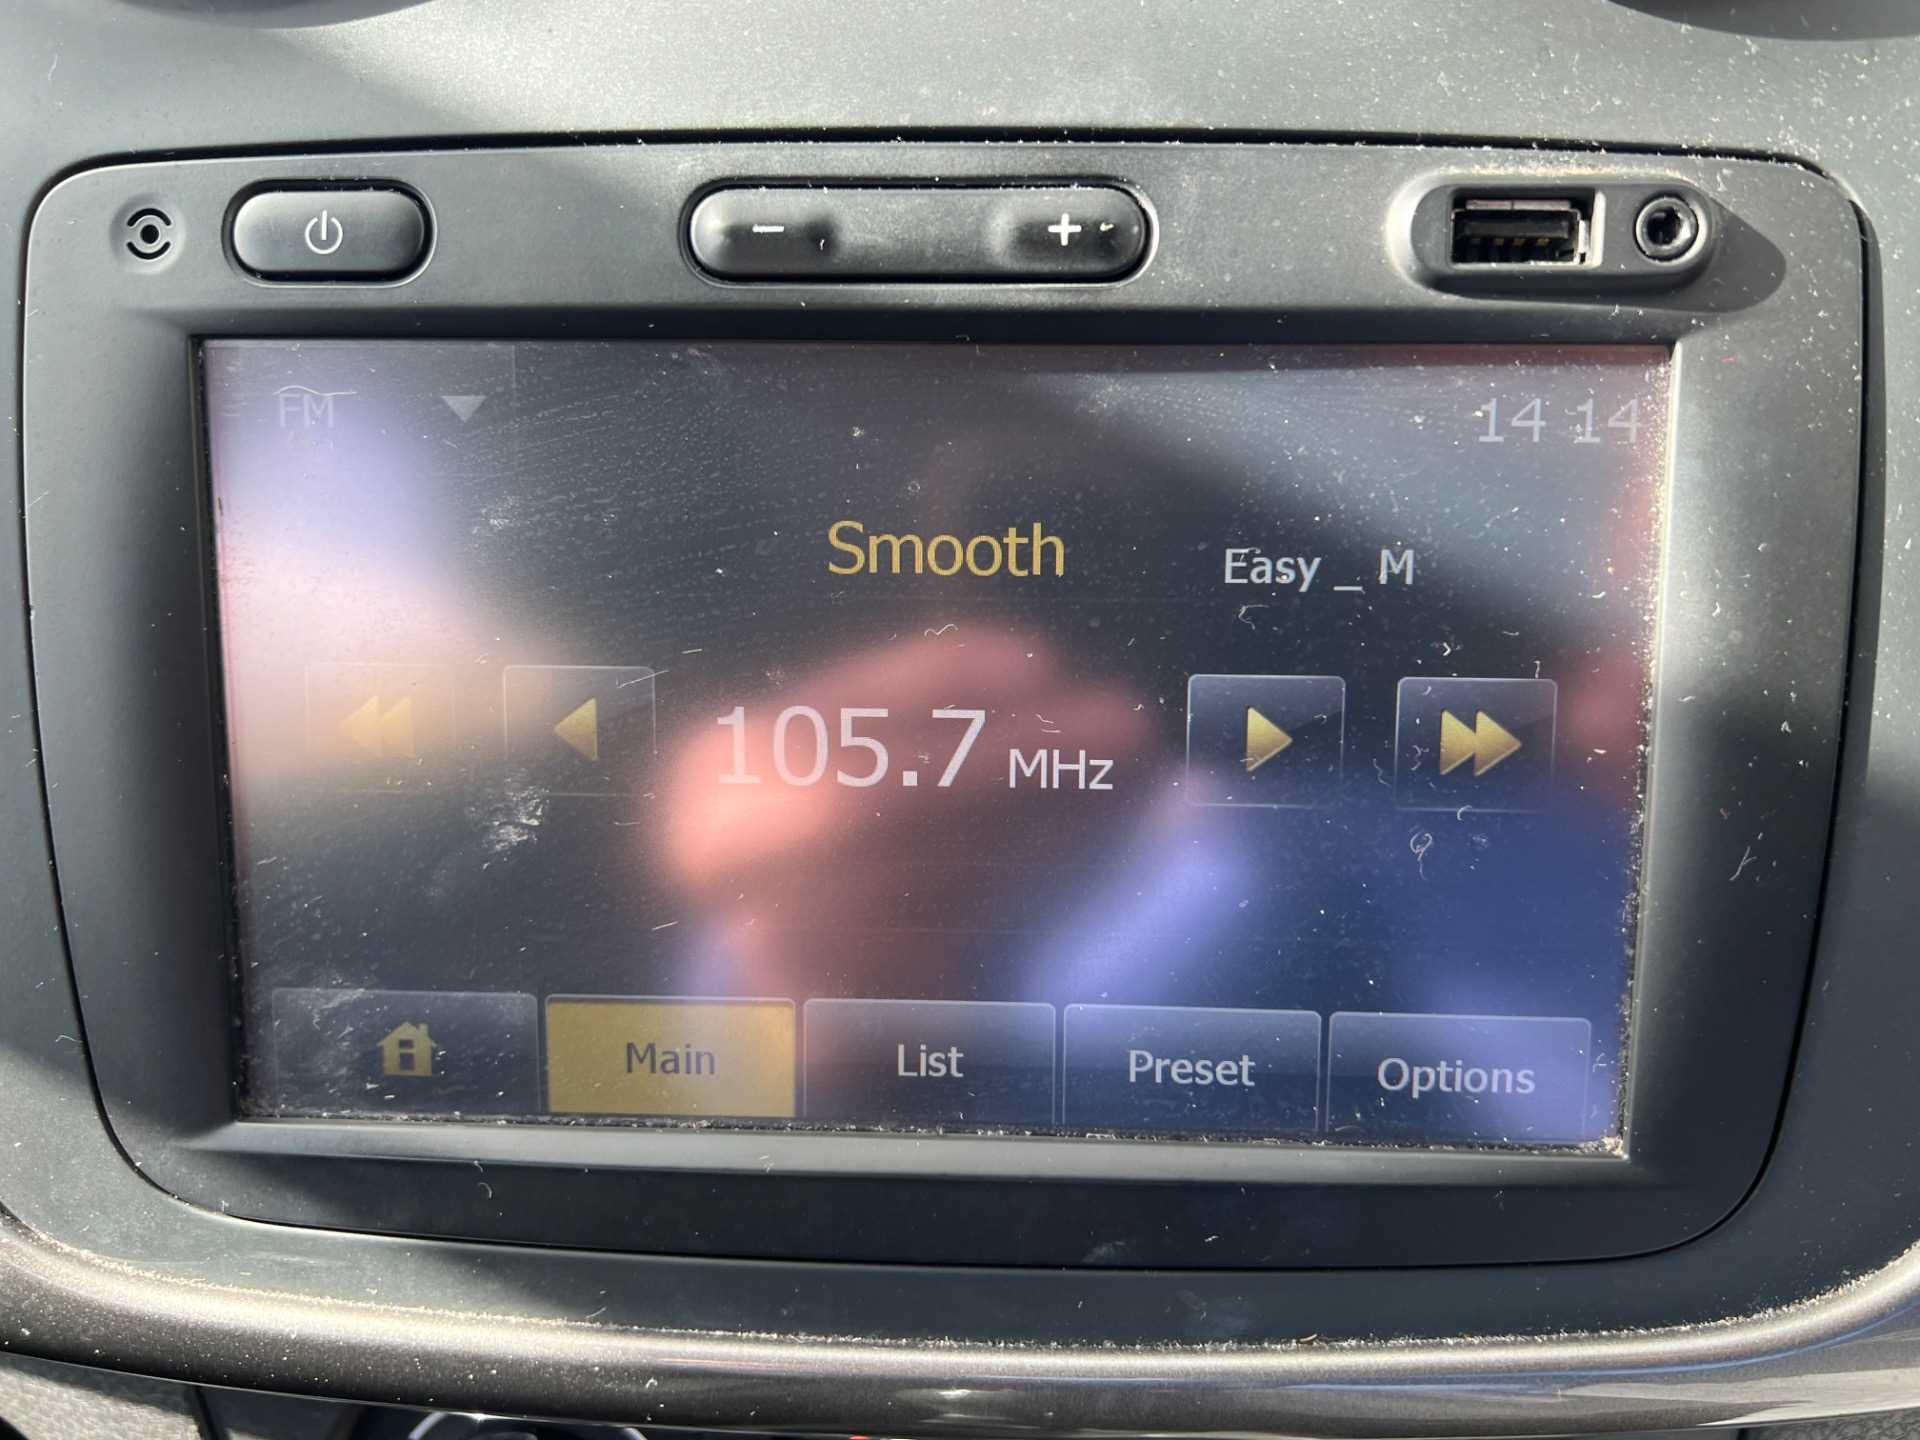 FM
14 14
Smooth
Easy _ M
105.7 MHz
Main
List
Preset
Options